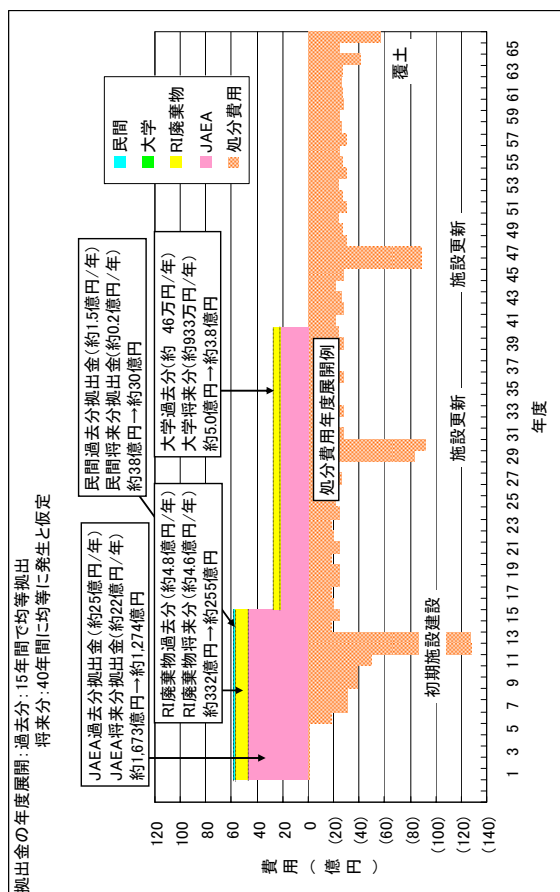 拠出金の年度展開:過去分:15年間で均等拠出
将来分:40年間に均等に発生と仮定
JAEA過去分拠出金(約25億円/年)
JAEA将来分拠出金(約22億円/年)
約1,673億円→約1,274億円
民間過去分拠出金(約1.5億円/年)
民間将来分拠出金(約0.2億円/年)
約38億円→約30億円
RI廃棄物過去分(約4.8億円/年)
RI廃棄物将来分(約4.6億円/年)
約332億円→約255億円
大学過去分(約 46万円/年)
大学将来分(約933万円/年)
約5.0億円→約3.8億円
民間
大学
RI廃棄物
JAEA
処分費用
処分費用年度展開例
初期施設建設
施設更新
施設更新
覆土
費用(億円)
120
100
80
60
40
20
0
(20)
(40)
(60)
(80)
(100)
(120)
(140)
1 3 5 7 9 11 13 15 17 19 21 23 25 27 29 31 33 35 37 39 41 43 45 47 49 51 53 55 57 59 61 63 65
年度